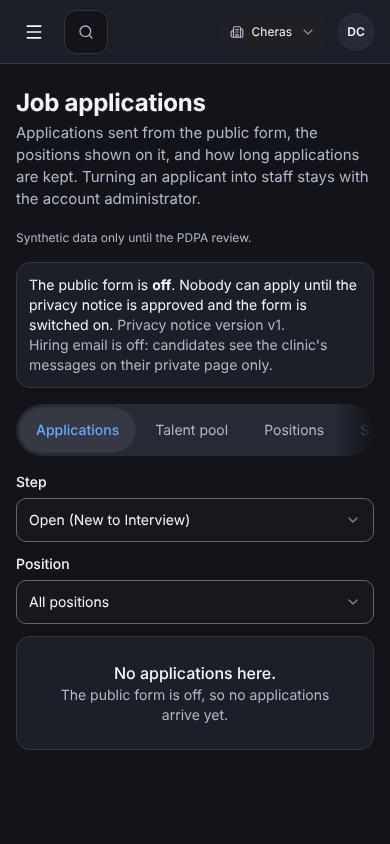 Cheras
DC
Job applications
Applications sent from the public form, the
positions shown on it, and how long applications
are kept. Turning an applicant into staff stays with
the account administrator.
Synthetic data only until the PDPA review.
The public form is off. Nobody can apply until the
privacy notice is approved and the form is
switched on. Privacy notice version v1.
Hiring email is off: candidates see the clinic's
messages on their private page only.
Applications
Talent pool
Positions
Step
Open (New to Interview)
Position
All positions
No applications here.
The public form is off, so no applications
arrive yet.